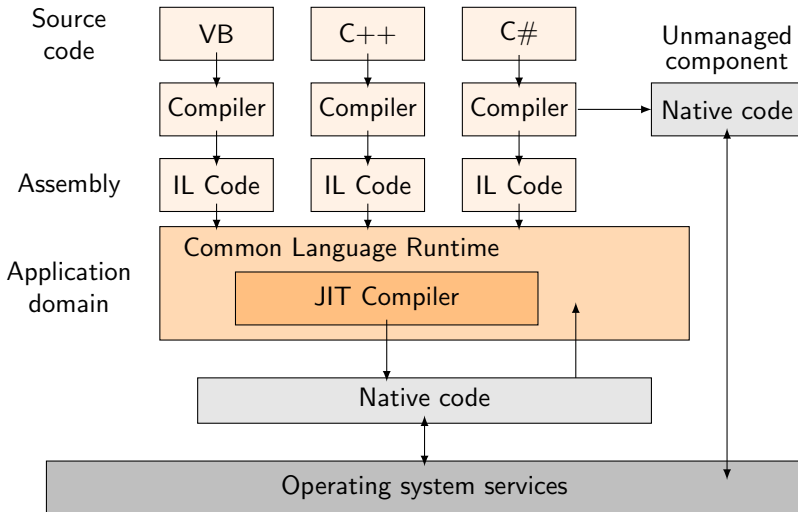 Source
code
VB
C++
C#
Unmanaged
component
Compiler
Compiler
Compiler
Native code
Assembly
IL Code
IL Code
IL Code
Application
domain
Common Language Runtime
JIT Compiler
Native code
Operating system services